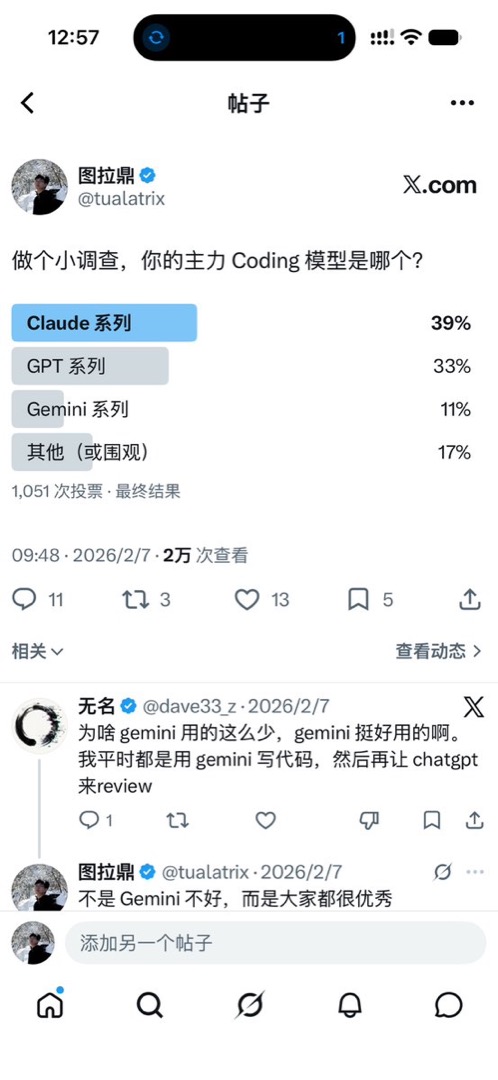 12:57
1
帖子
图拉鼎
@tualatrix
X.com
做个小调查，你的主力 Coding 模型是哪个？
Claude 系列 39%
GPT 系列 33%
Gemini 系列 11%
其他（或围观） 17%
1,051 次投票 · 最终结果
09:48 · 2026/2/7 · 2万 次查看
11 3 13 5
相关 查看动态
无名 @dave33_z · 2026/2/7
为啥 gemini 用的这么少，gemini 挺好用的啊。
我平时都是用 gemini 写代码，然后再让 chatgpt
来review
1
图拉鼎 @tualatrix · 2026/2/7
不是 Gemini 不好，而是大家都很优秀
添加另一个帖子